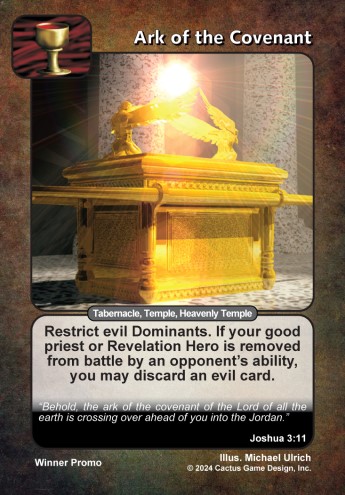 Ark of the Covenant
Tabernacle, Temple, Heavenly Temple
Restrict evil Dominants. If your good
priest or Revelation Hero is removed
from battle by an opponent's ability,
you may discard an evil card.
"Behold, the ark of the covenant of the Lord of all the
earth is crossing over ahead of you into the Jordan."
Joshua 3:11
Winner Promo
Illus. Michael Ulrich
© 2024 Cactus Game Design, Inc.